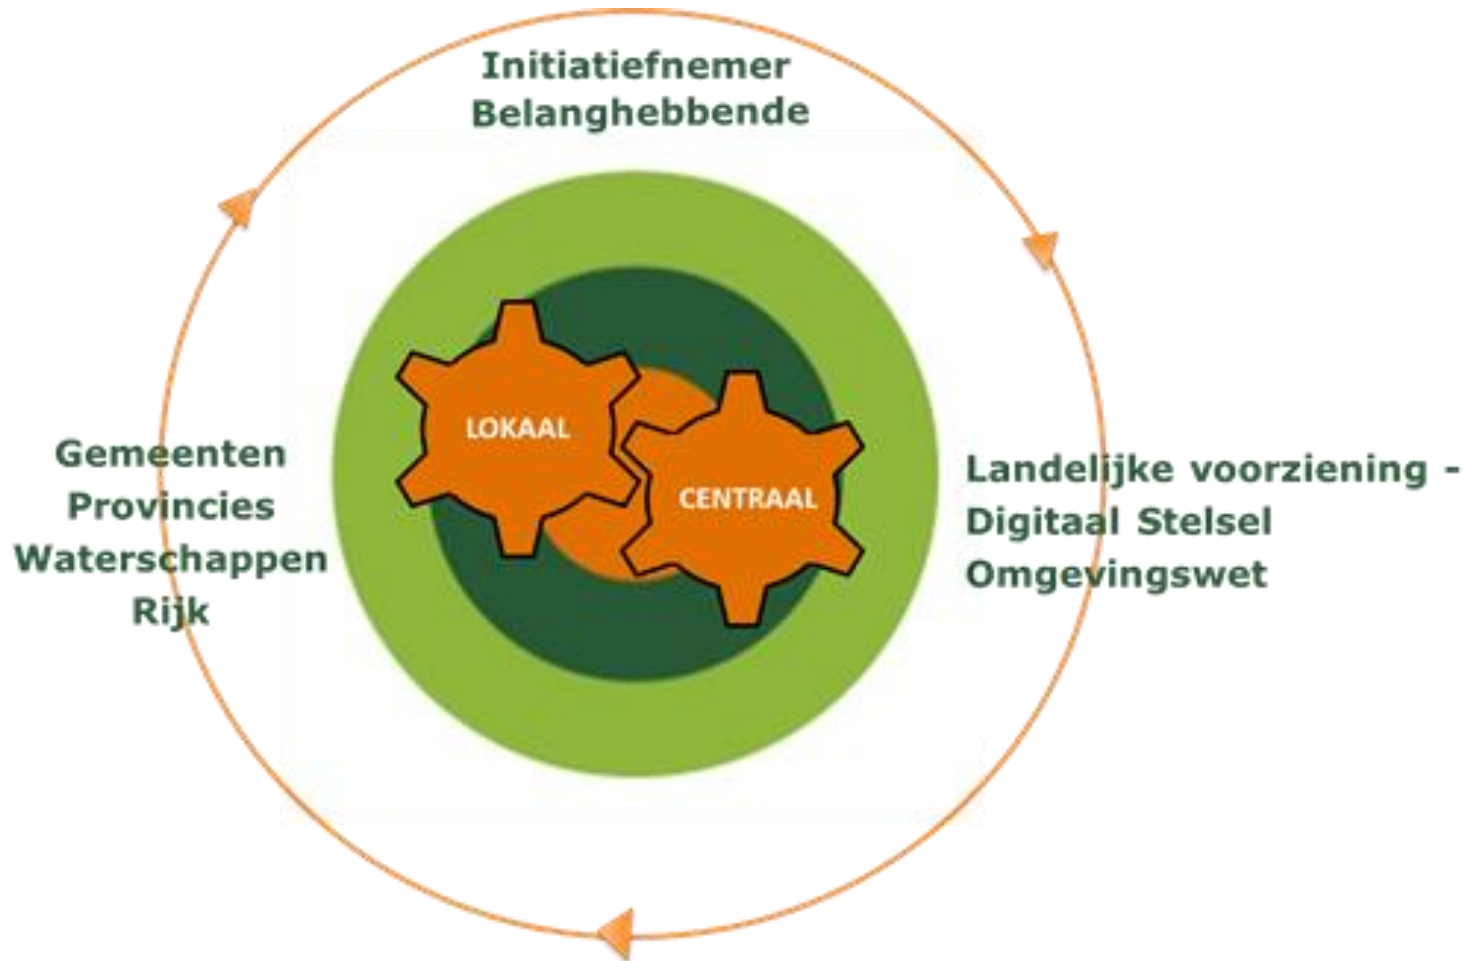 Initiatiefnemer
Belanghebbende
LOKAAL
CENTRAAL
Gemeenten
Provincies
Waterschappen
Rijk
Landelijke voorziening -
Digitaal Stelsel
Omgevingswet